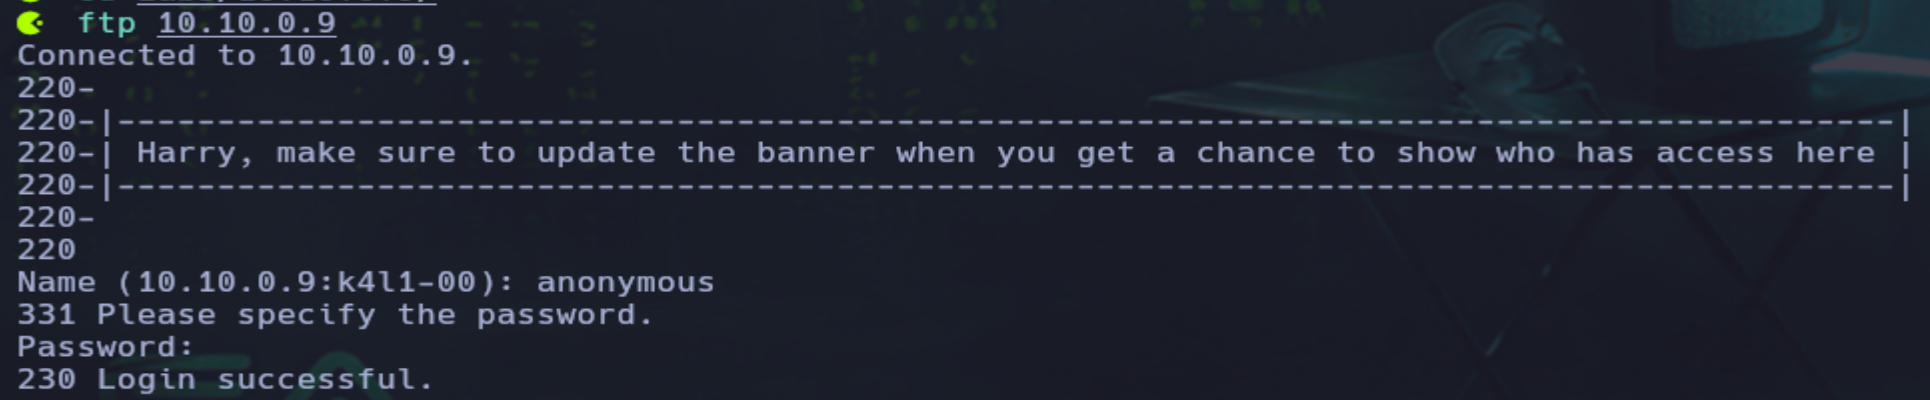 ftp 10.10.0.9
Connected to 10.10.0.9.
220-
220-|-----------------------------------------------------------------------------------------|
220-| Harry, make sure to update the banner when you get a chance to show who has access here |
220-|-----------------------------------------------------------------------------------------|
220-
220
Name (10.10.0.9:k4l1-00): anonymous
331 Please specify the password.
Password:
230 Login successful.